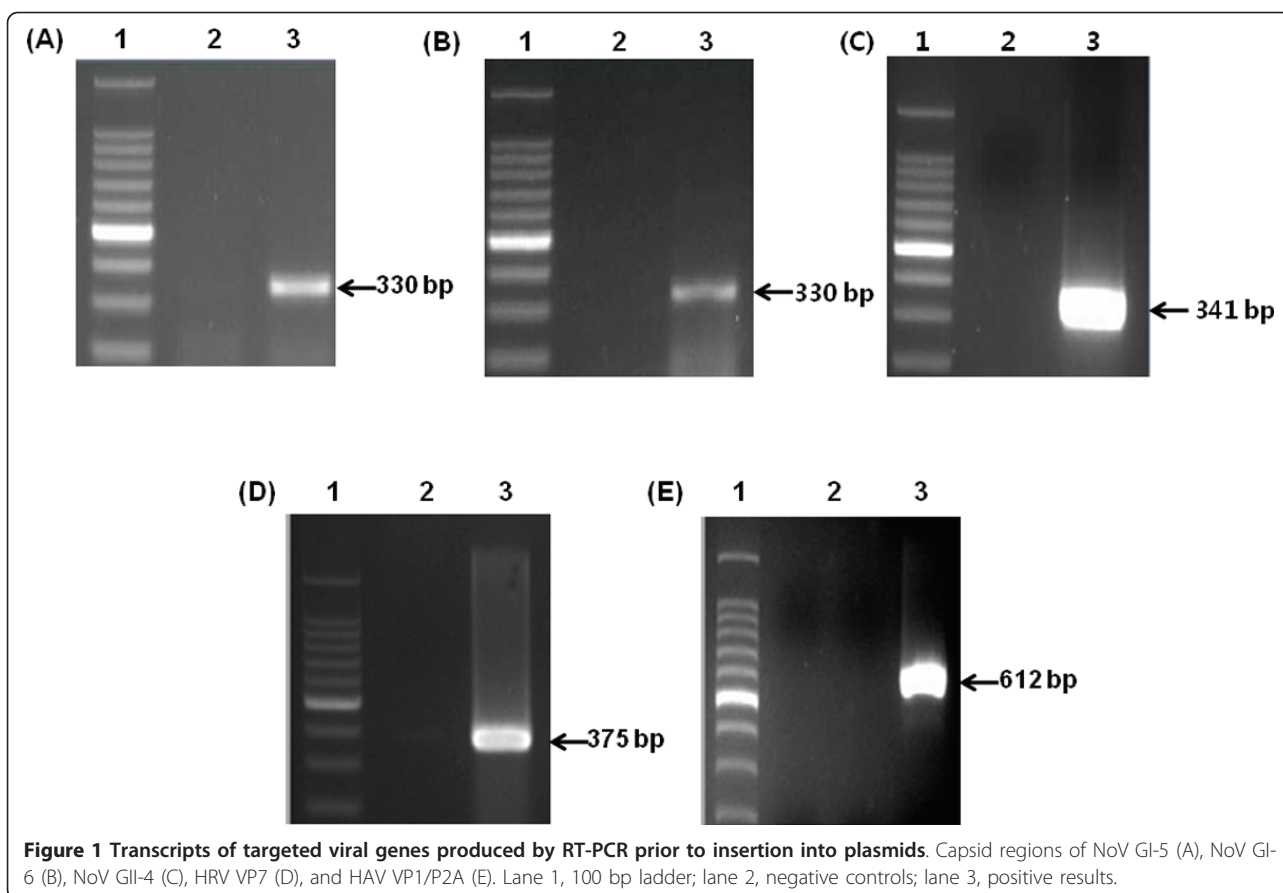 (A) 1 2 3
330 bp
(B) 1 2 3
330 bp
(C) 1 2 3
341 bp
(D) 1 2 3
375 bp
(E) 1 2 3
612 bp
Figure 1 Transcripts of targeted viral genes produced by RT-PCR prior to insertion into plasmids. Capsid regions of NoV GI-5 (A), NoV GI-
6 (B), NoV GII-4 (C), HRV VP7 (D), and HAV VP1/P2A (E). Lane 1, 100 bp ladder; lane 2, negative controls; lane 3, positive results.